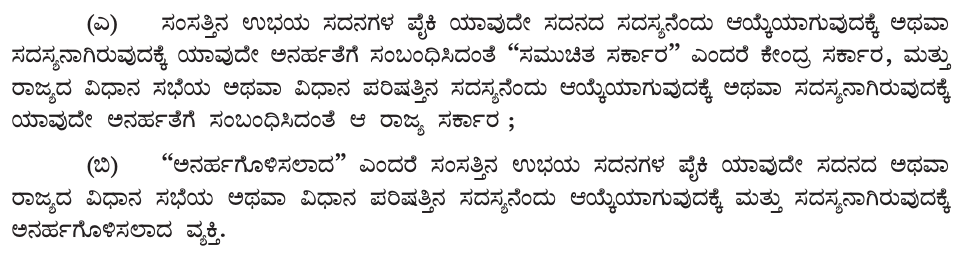 (ಎ) ಸಂಸತ್ತಿನ ಉಭಯ ಸದನಗಳ ಪೈಕಿ ಯಾವುದೇ ಸದನದ ಸದಸ್ಯನೆಂದು ಆಯ್ಕೆಯಾಗುವುದಕ್ಕೆ ಅಥವಾ
ಸದಸ್ಯನಾಗಿರುವುದಕ್ಕೆ ಯಾವುದೇ ಅನರ್ಹತೆಗೆ ಸಂಬಂಧಿಸಿದಂತೆ “ಸಮುಚಿತ ಸರ್ಕಾರ” ಎಂದರೆ ಕೇಂದ್ರ ಸರ್ಕಾರ, ಮತ್ತು
ರಾಜ್ಯದ ವಿಧಾನ ಸಭೆಯ ಅಥವಾ ವಿಧಾನ ಪರಿಷತ್ತಿನ ಸದಸ್ಯನೆಂದು ಆಯ್ಕೆಯಾಗುವುದಕ್ಕೆ ಅಥವಾ ಸದಸ್ಯನಾಗಿರುವುದಕ್ಕೆ
ಯಾವುದೇ ಅನರ್ಹತೆಗೆ ಸಂಬಂಧಿಸಿದಂತೆ ಆ ರಾಜ್ಯ ಸರ್ಕಾರ ;
(ಬಿ) “ಅನರ್ಹಗೊಳಿಸಲಾದ” ಎಂದರೆ ಸಂಸತ್ತಿನ ಉಭಯ ಸದನಗಳ ಪೈಕಿ ಯಾವುದೇ ಸದನದ ಅಥವಾ
ರಾಜ್ಯದ ವಿಧಾನ ಸಭೆಯ ಅಥವಾ ವಿಧಾನ ಪರಿಷತ್ತಿನ ಸದಸ್ಯನೆಂದು ಆಯ್ಕೆಯಾಗುವುದಕ್ಕೆ ಮತ್ತು ಸದಸ್ಯನಾಗಿರುವುದಕ್ಕೆ
ಅನರ್ಹಗೊಳಿಸಲಾದ ವ್ಯಕ್ತಿ.